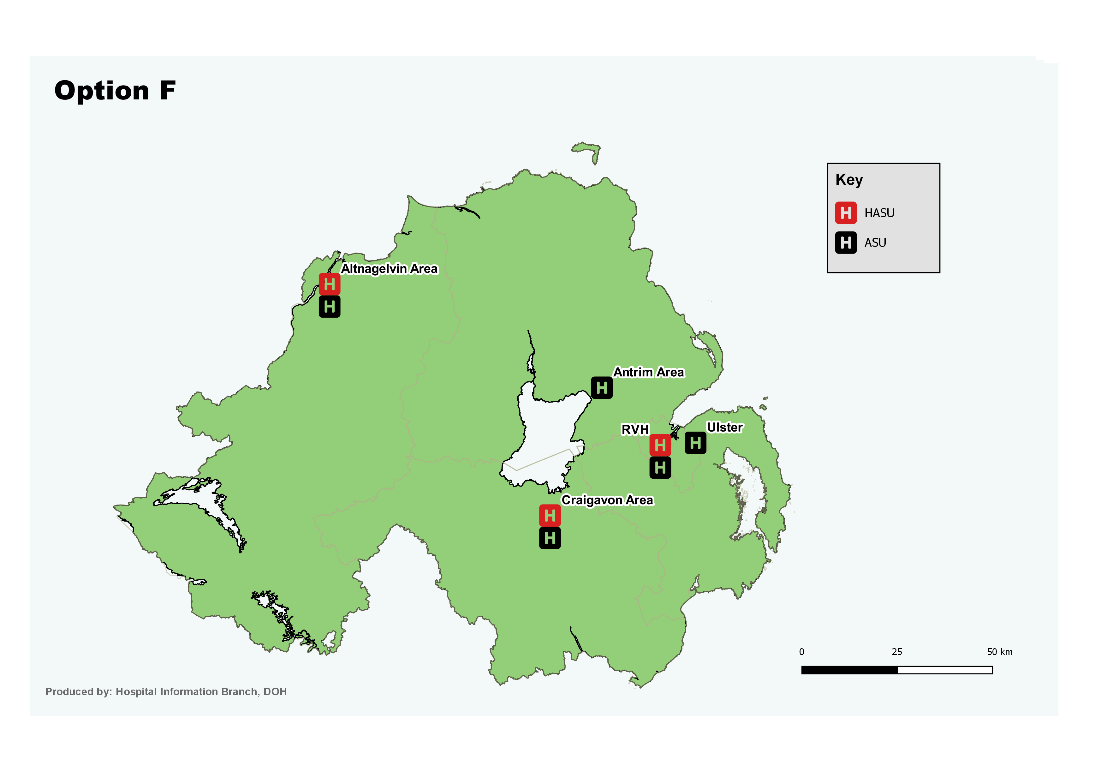 Option F
Key
H HASU
H ASU
Altnagelvin Area
H
H
Antrim Area
H
RVH
H
H
Ulster
H
Craigavon Area
H
H
0 25 50 km
Produced by: Hospital Information Branch, DOH